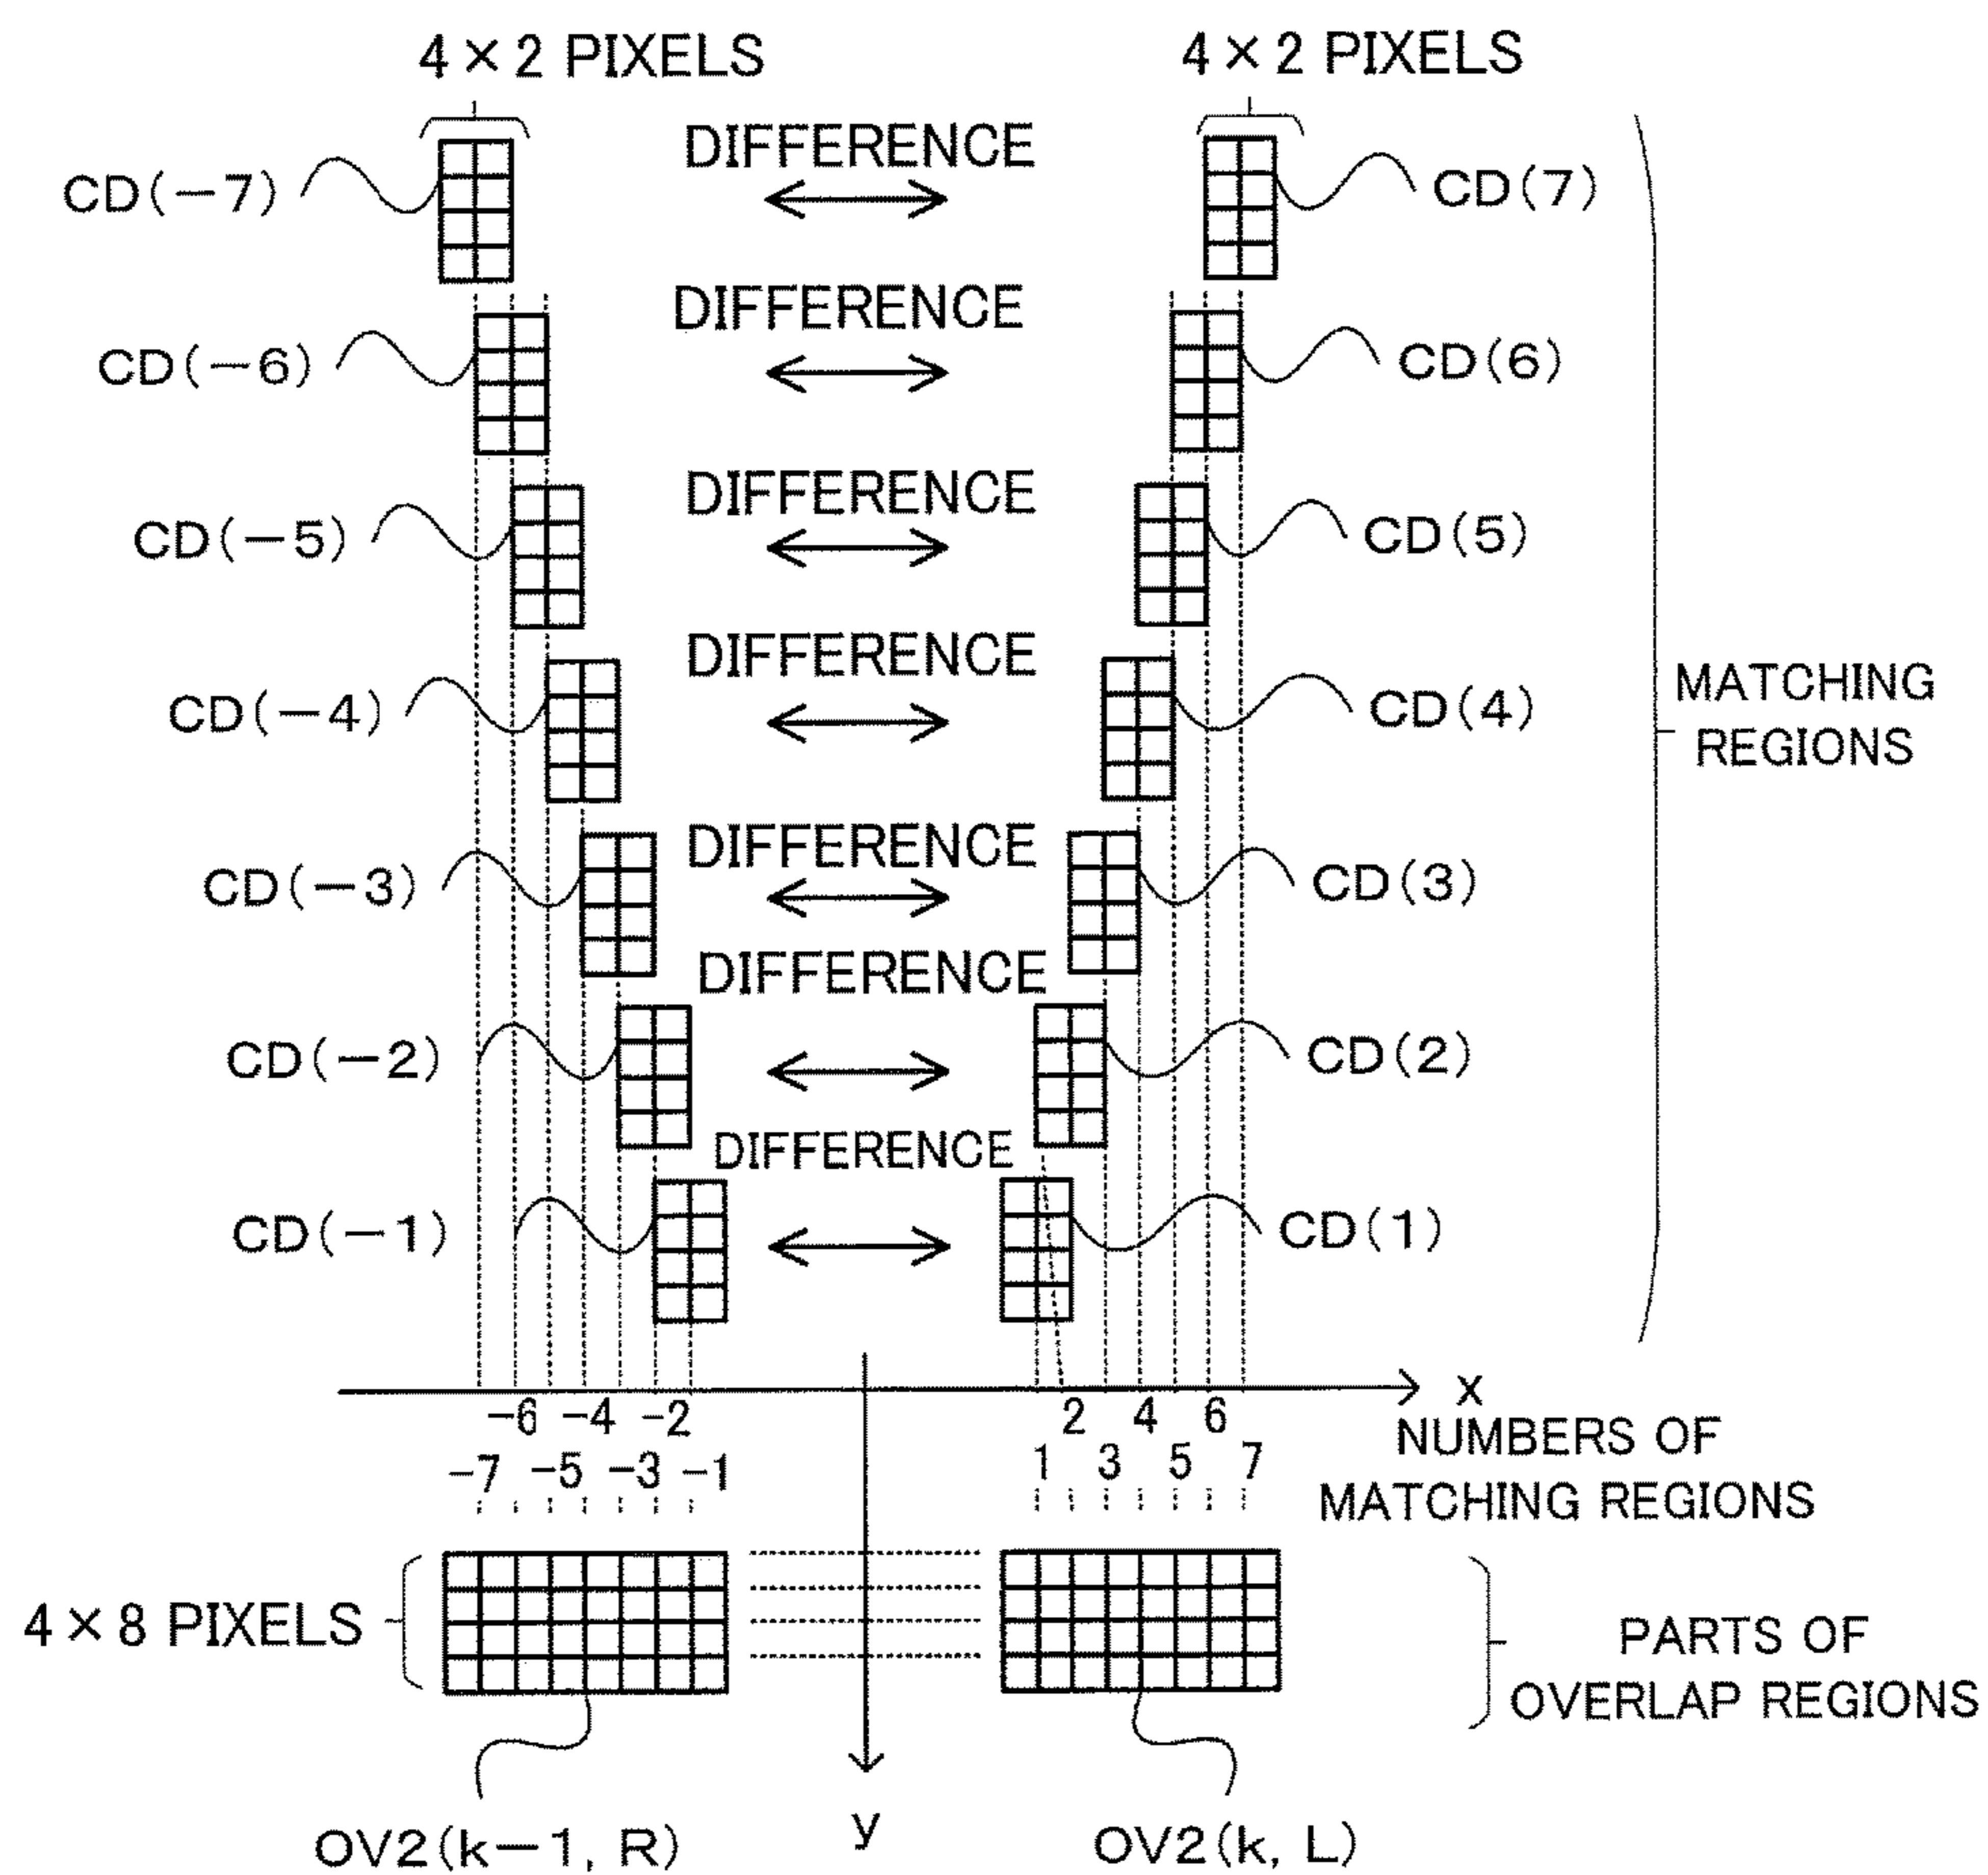 4×2 PIXELS
4×2 PIXELS
CD(−7)
DIFFERENCE
CD(7)
CD(−6)
DIFFERENCE
CD(6)
CD(−5)
DIFFERENCE
CD(5)
CD(−4)
DIFFERENCE
CD(4)
MATCHING
REGIONS
CD(−3)
DIFFERENCE
CD(3)
CD(−2)
DIFFERENCE
CD(2)
CD(−1)
DIFFERENCE
CD(1)
x
−6 −4 −2
2 4 6
−7 −5 −3 −1
1 3 5 7
NUMBERS OF
MATCHING REGIONS
4×8 PIXELS
PARTS OF
OVERLAP REGIONS
OV2(k−1, R)
y
OV2(k, L)